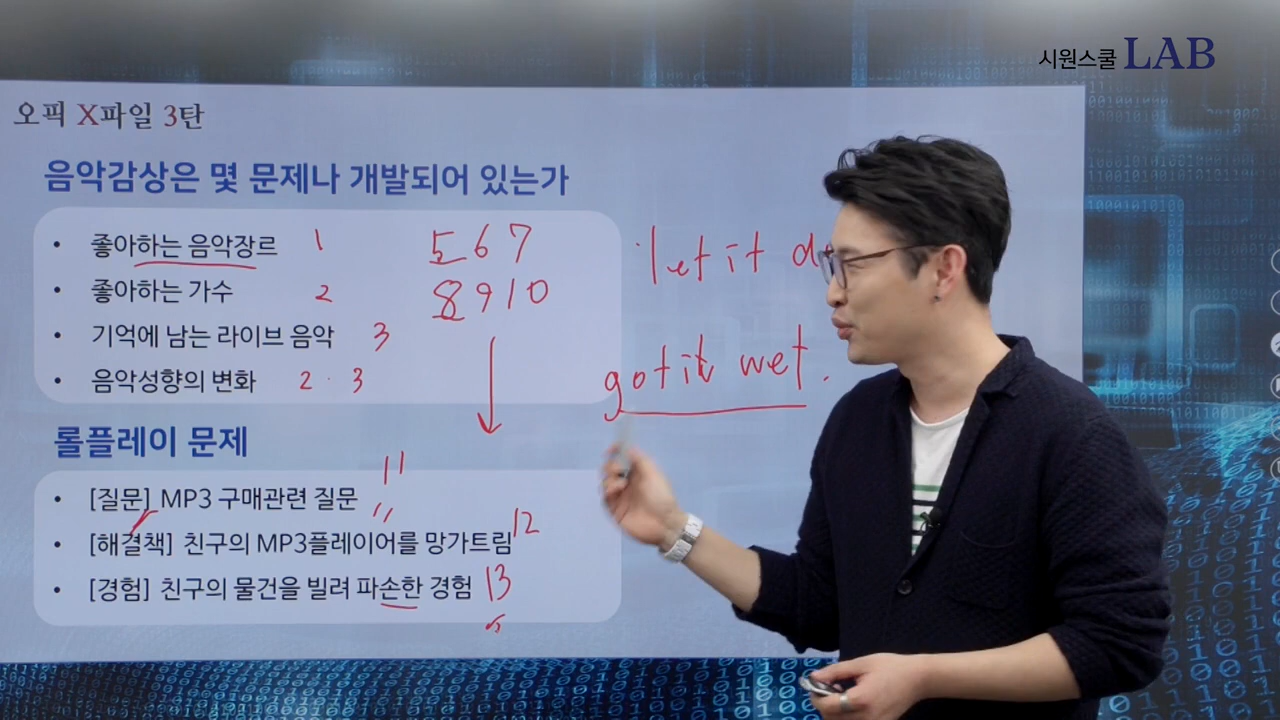 시원스쿨 LAB
오픽 X파일 3탄
음악감상은 몇 문제나 개발되어 있는가
• 좋아하는 음악장르 1
5 6 7
let it
• 좋아하는 가수 2
8 9 10
• 기억에 남는 라이브 음악 3
got it wet.
• 음악성향의 변화 2 · 3
롤플레이 문제
• [질문] MP3 구매관련 질문 11
• [해결책] 친구의 MP3플레이어를 망가트림 12
• [경험] 친구의 물건을 빌려 파손한 경험 13